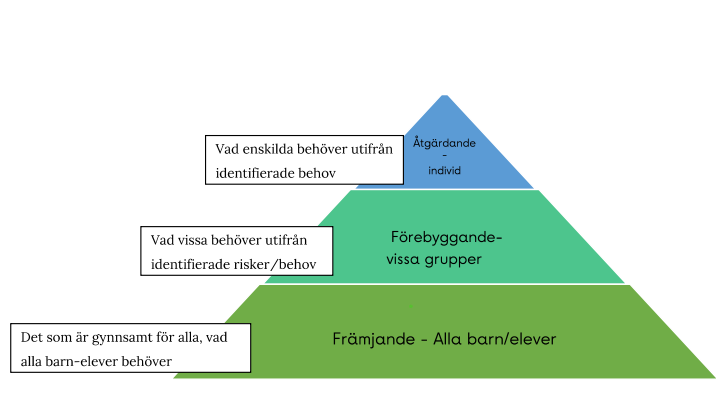 Åtgärdande
-
individ
Vad enskilda behöver utifrån
identifierade behov
Förebyggande-
vissa grupper
Vad vissa behöver utifrån
identifierade risker/behov
Främjande - Alla barn/elever
Det som är gynnsamt för alla, vad
alla barn-elever behöver